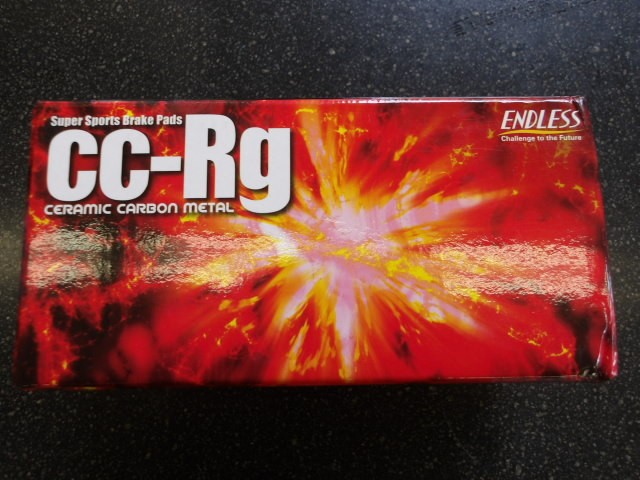 Super Sports Brake Pads
CC-Rg
CERAMIC CARBON METAL
ENDLESS
Challenge to the Future